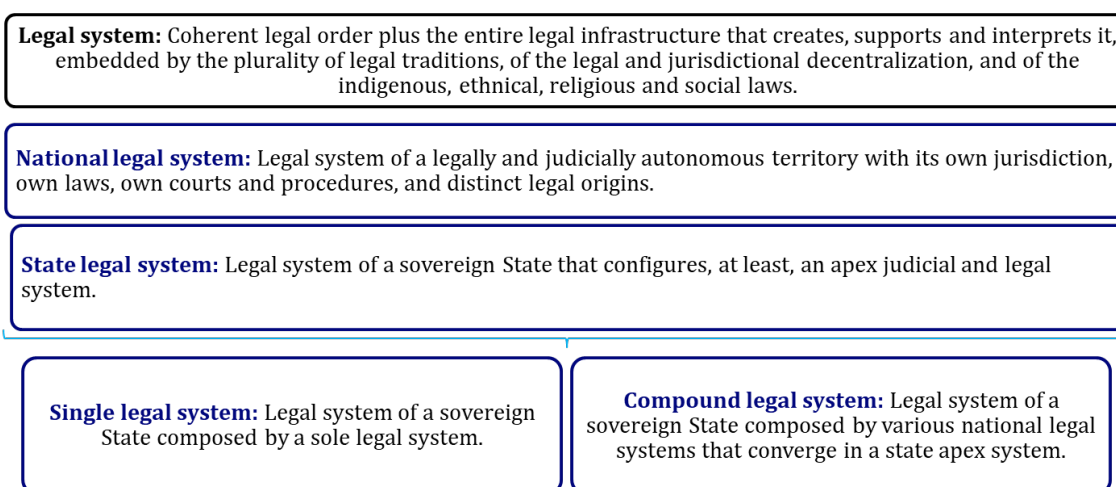 Legal system: Coherent legal order plus the entire legal infrastructure that creates, supports and interprets it,
embedded by the plurality of legal traditions, of the legal and jurisdictional decentralization, and of the
indigenous, ethnical, religious and social laws.
National legal system: Legal system of a legally and judicially autonomous territory with its own jurisdiction,
own laws, own courts and procedures, and distinct legal origins.
State legal system: Legal system of a sovereign State that configures, at least, an apex judicial and legal
system.
Single legal system: Legal system of a sovereign
State composed by a sole legal system.
Compound legal system: Legal system of a
sovereign State composed by various national legal
systems that converge in a state apex system.